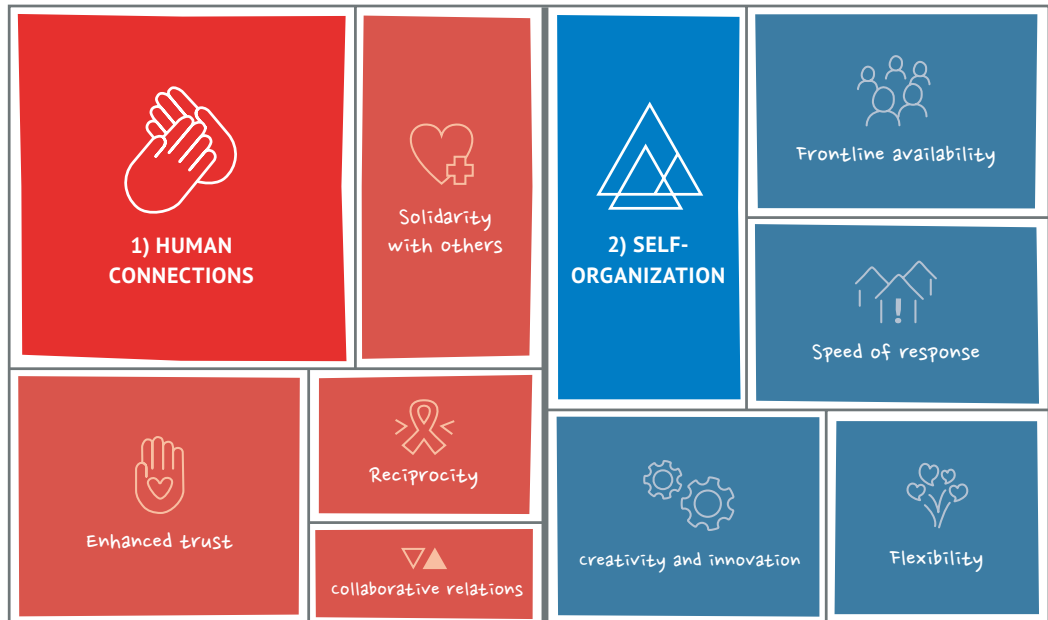 1) HUMAN
CONNECTIONS
Solidarity
with others
Enhanced trust
Reciprocity
collaborative relations
2) SELF-
ORGANIZATION
Frontline availability
Speed of response
creativity and innovation
Flexibility